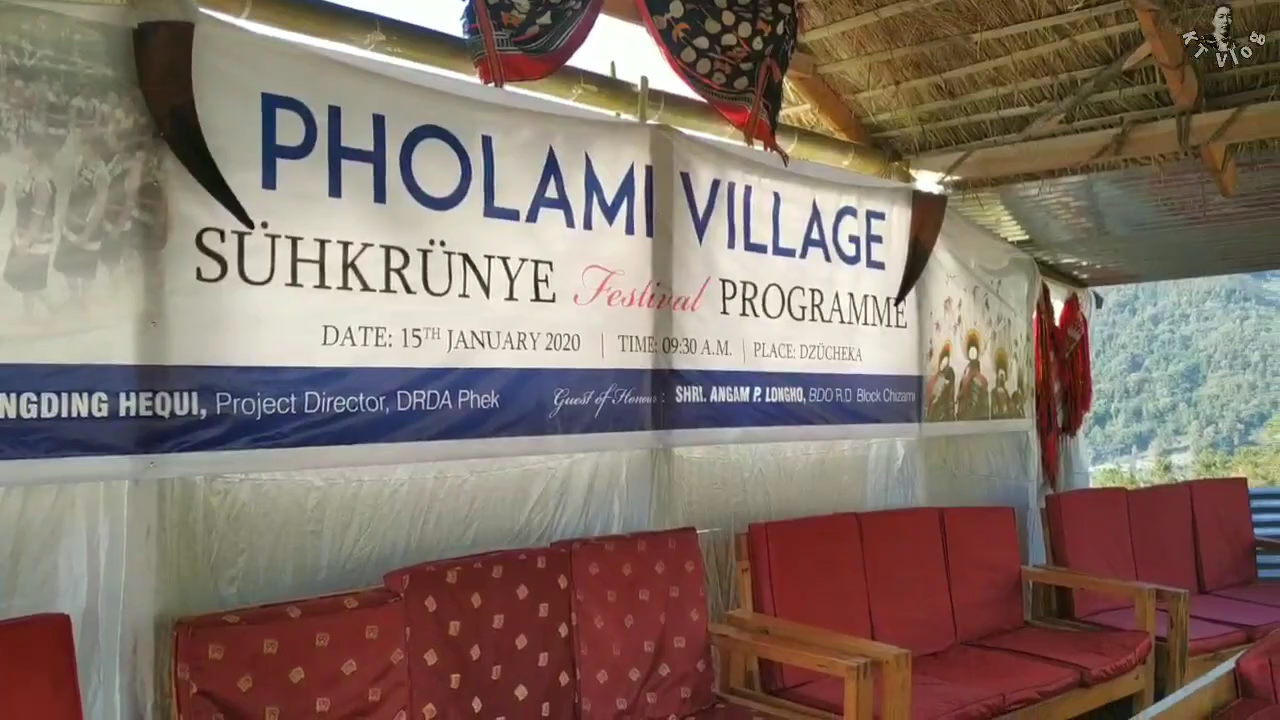 KT Vlog
PHOLAMI VILLAGE
SÜHKRÜNYE Festival PROGRAMME
DATE: 15TH JANUARY 2020 | TIME: 09:30 A.M. | PLACE: DZÜCHEKA
NGDING HEQUI, Project Director, DRDA Phek Guest of Honour : SHRI. ANGAM P. LONGHO, BDO R.D Block Chizami